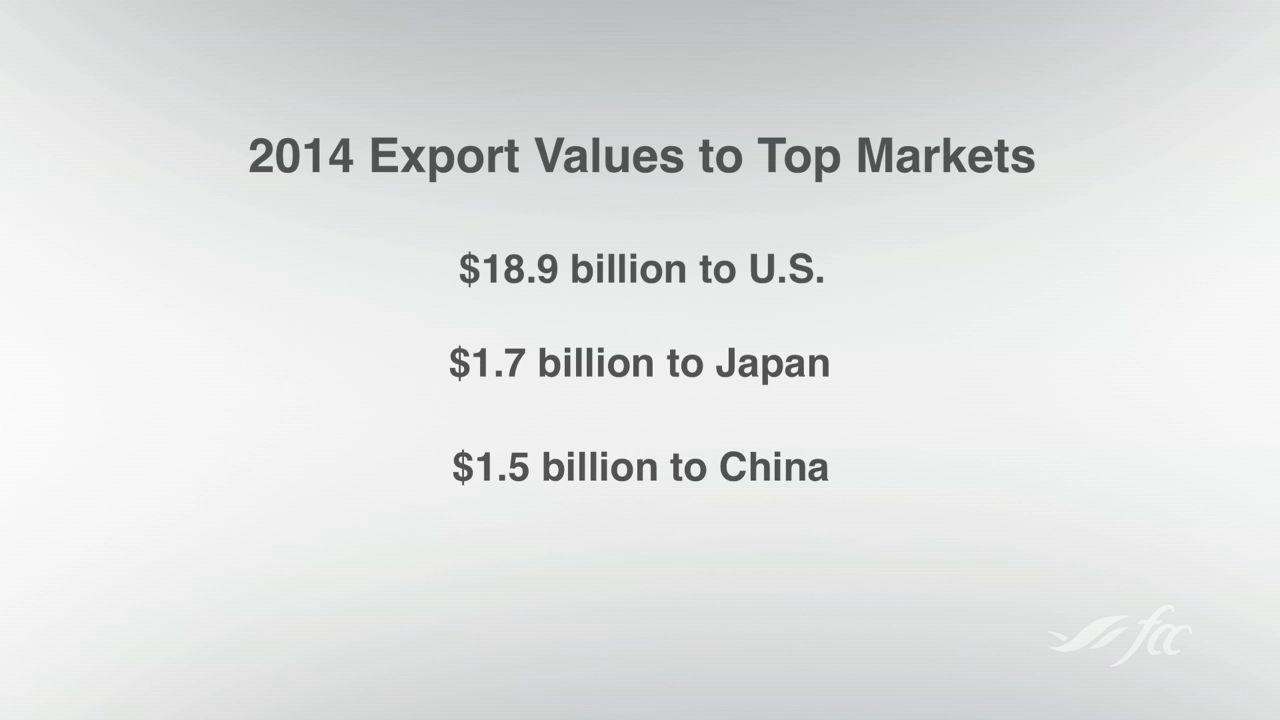 2014 Export Values to Top Markets
$18.9 billion to U.S.
$1.7 billion to Japan
$1.5 billion to China
fcc